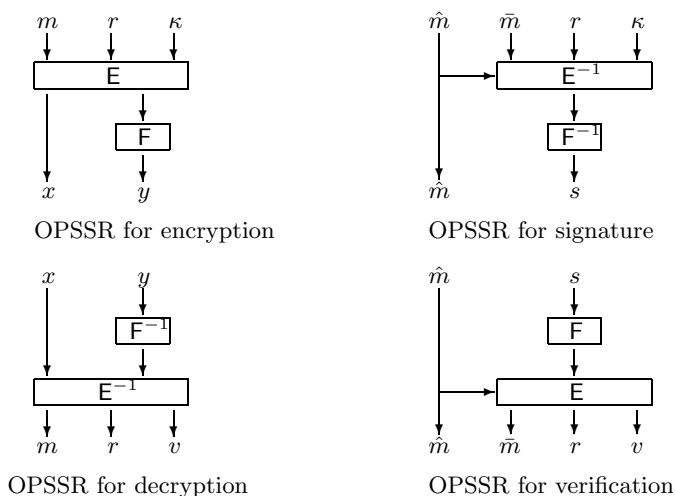 m r κ
E
F
x y
OPSSR for encryption
m̂ m̄ r κ
E⁻¹
F⁻¹
m̂ s
OPSSR for signature
x y
F⁻¹
E⁻¹
m r v
OPSSR for decryption
m̂ s
F
E
m̂ m̄ r v
OPSSR for verification